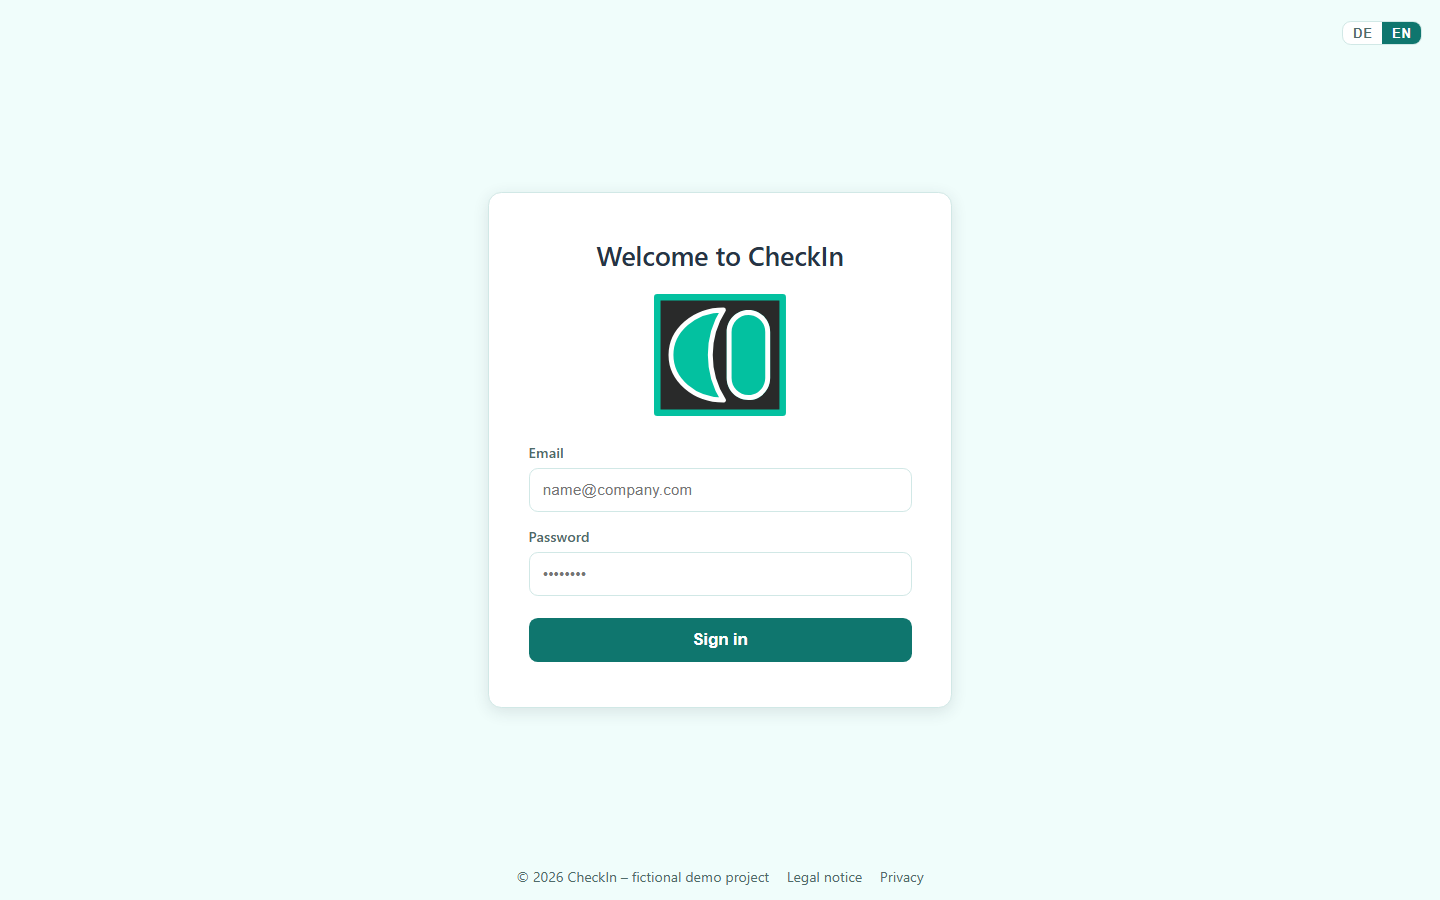 DE EN
Welcome to CheckIn
Email
name@company.com
Password
••••••••
Sign in
© 2026 CheckIn – fictional demo project Legal notice Privacy